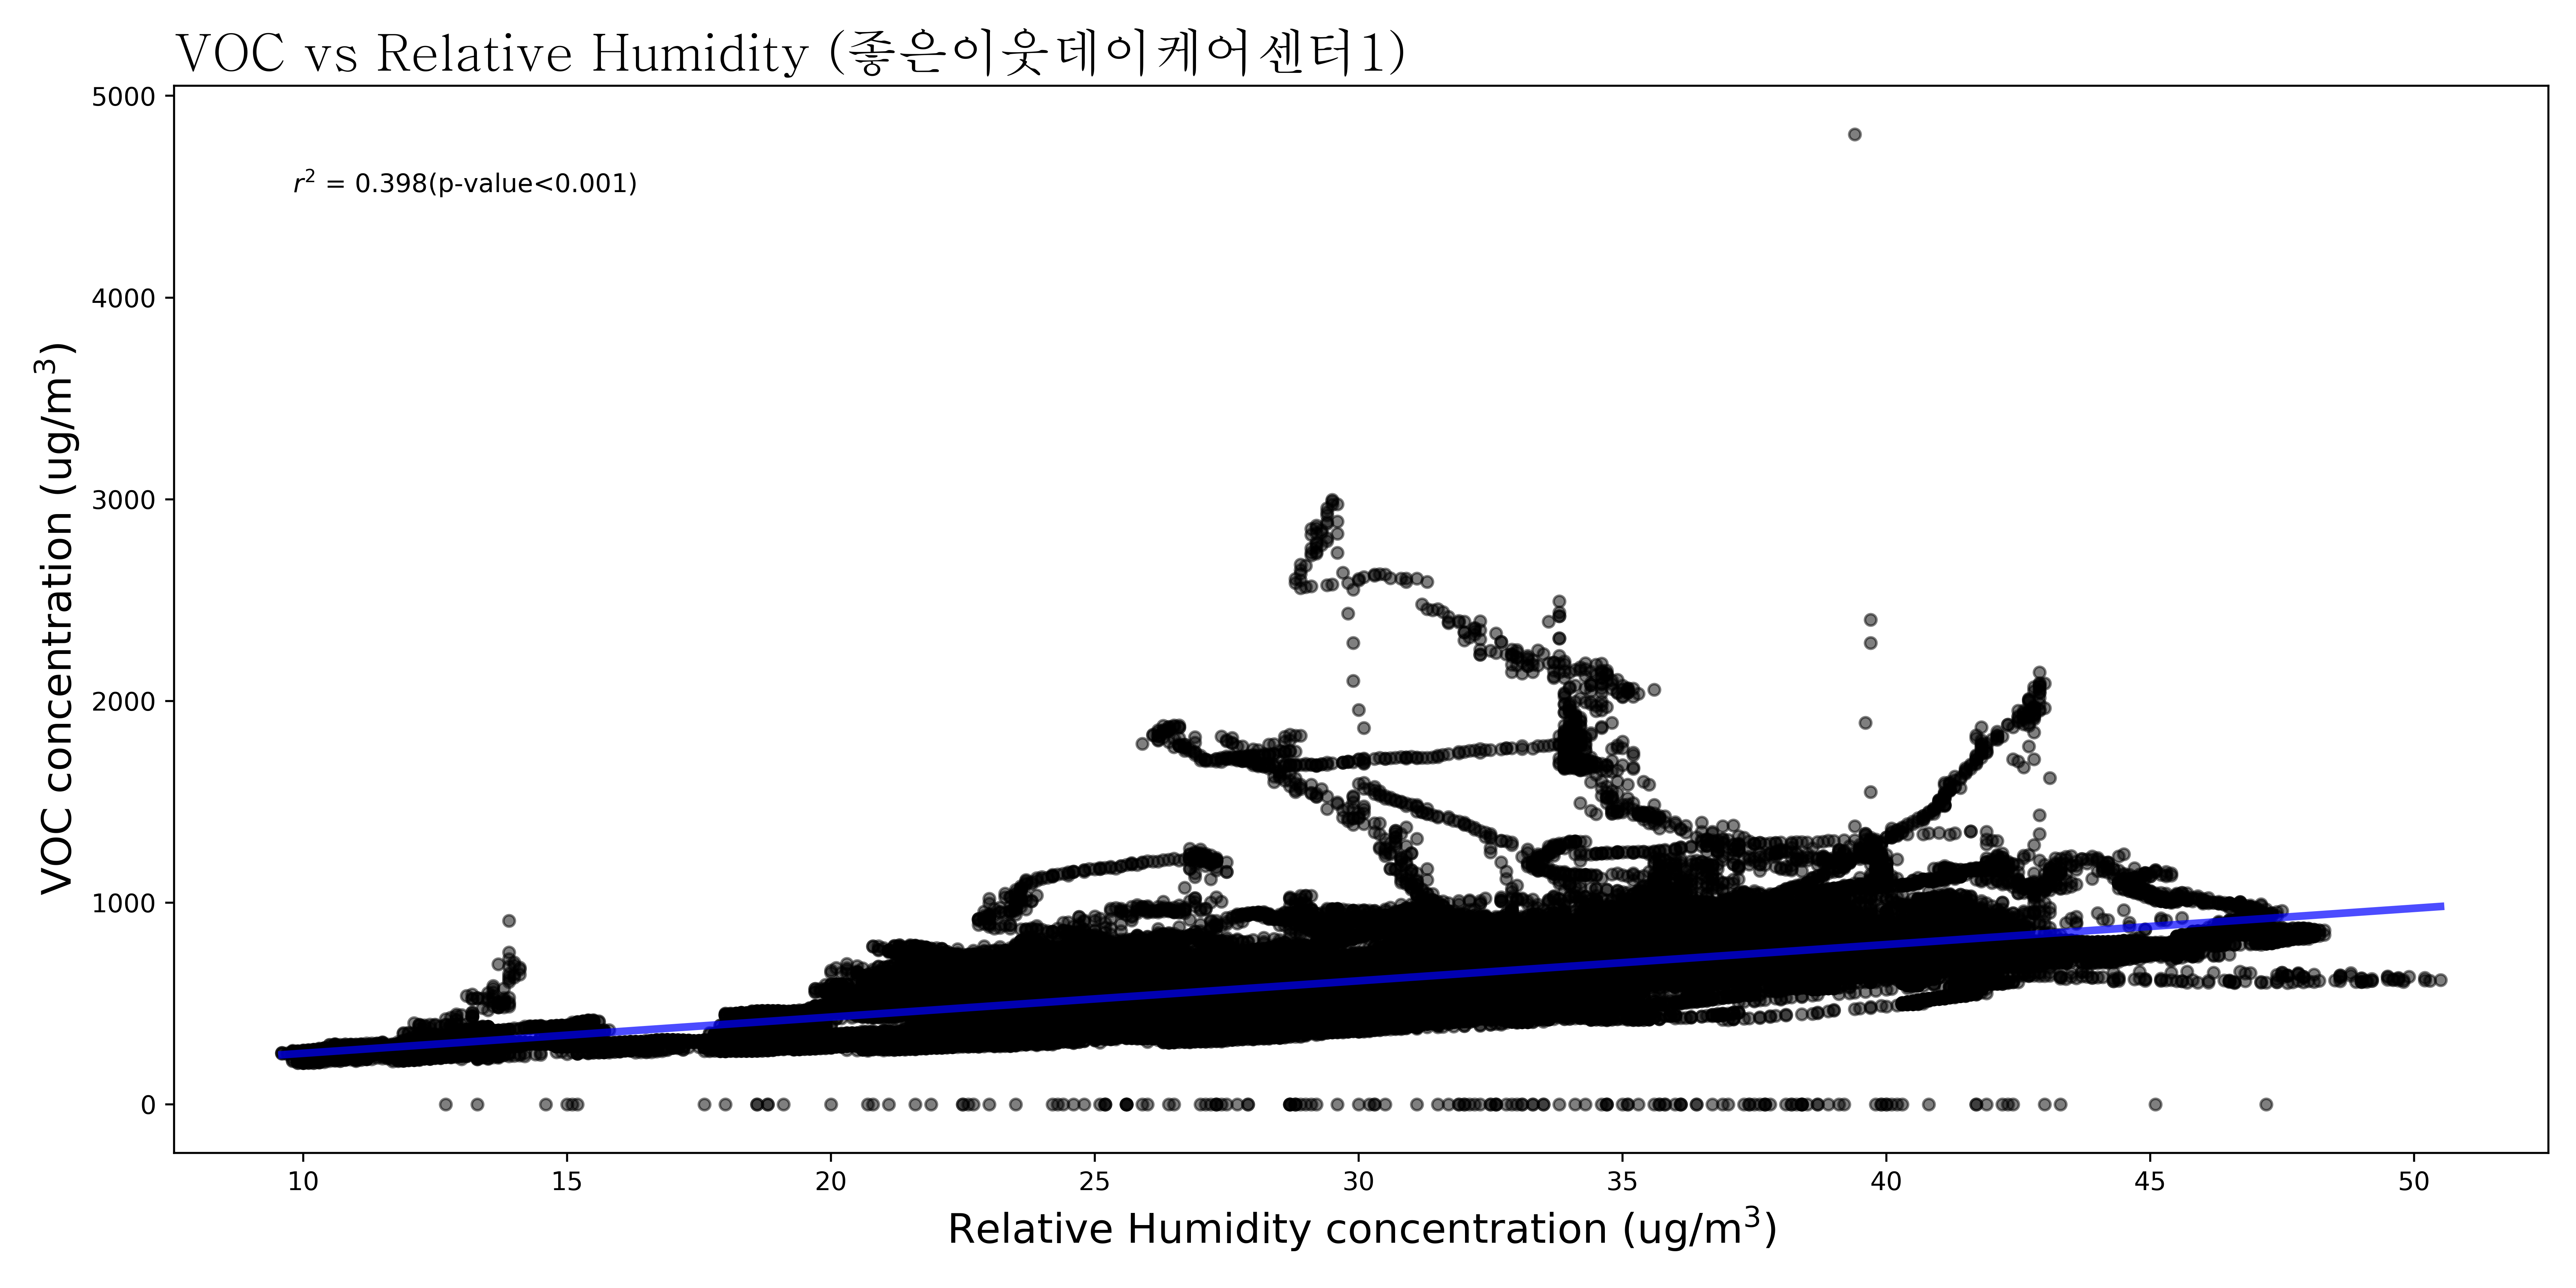 VOC vs Relative Humidity (좋은이웃데이케어센터1)
5000
r² = 0.398(p-value<0.001)
4000
3000
2000
1000
0
VOC concentration (ug/m³)
10 15 20 25 30 35 40 45 50
Relative Humidity concentration (ug/m³)